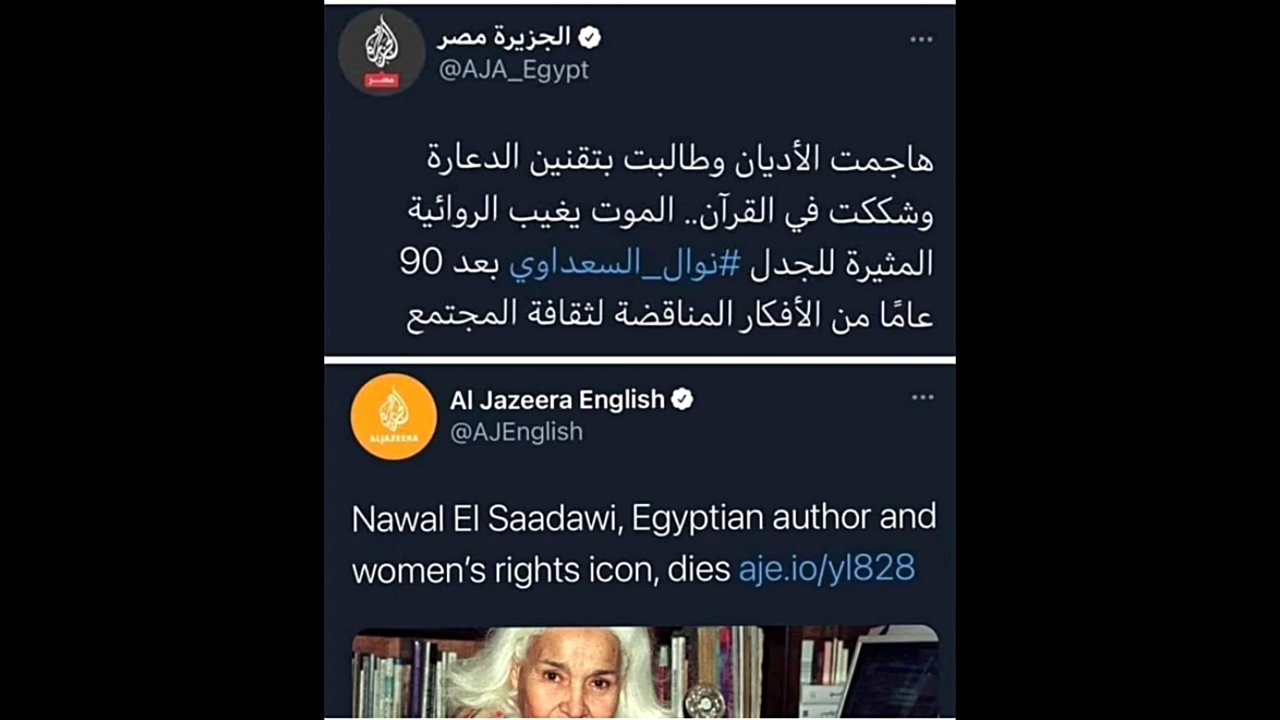 الجزيرة مصر
@AJA_Egypt
مصر
هاجمت الأديان وطالبت بتقنين الدعارة
وشككت في القرآن.. الموت يغيب الروائية
المثيرة للجدل #نوال_السعداوي بعد 90
عامًا من الأفكار المناقضة لثقافة المجتمع
Al Jazeera English
@AJEnglish
ALJAZEERA
Nawal El Saadawi, Egyptian author and
women's rights icon, dies aje.io/yl828